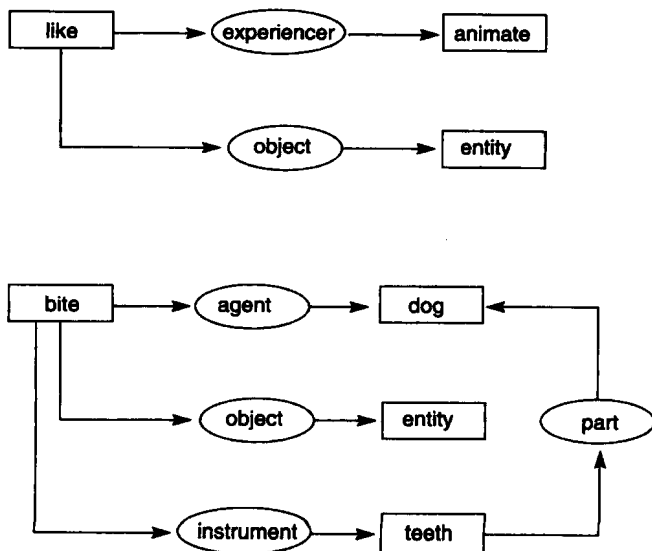 like experiencer animate
object entity
bite agent dog
object entity part
instrument teeth